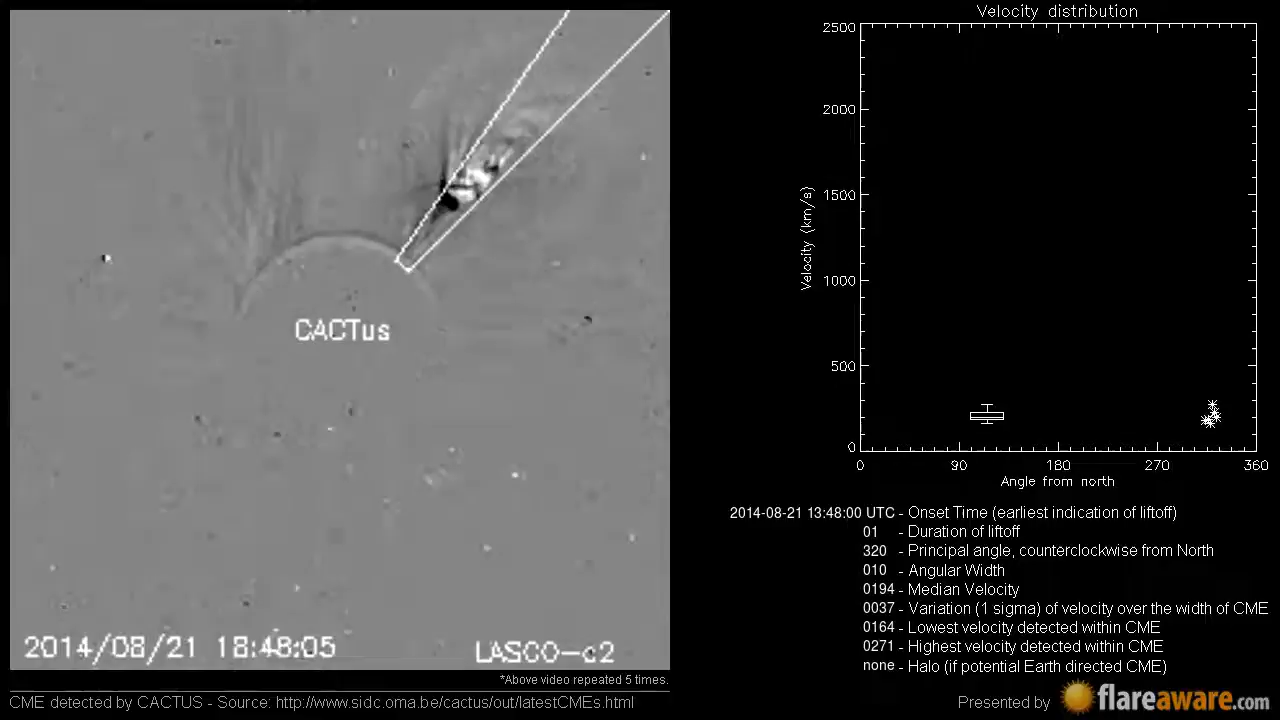 CACTus
2014/08/21 18:48:05
LASCO-c2
*Above video repeated 5 times.
CME detected by CACTUS - Source: http://www.sidc.oma.be/cactus/out/latestCMEs.html
Velocity distribution
Velocity (km/s)
2500
2000
1500
1000
500
0
0 90 180 270 360
Angle from north
2014-08-21 13:48:00 UTC - Onset Time (earliest indication of liftoff)
01 - Duration of liftoff
320 - Principal angle, counterclockwise from North
010 - Angular Width
0194 - Median Velocity
0037 - Variation (1 sigma) of velocity over the width of CME
0164 - Lowest velocity detected within CME
0271 - Highest velocity detected within CME
none - Halo (if potential Earth directed CME)
Presented by flareaware.com